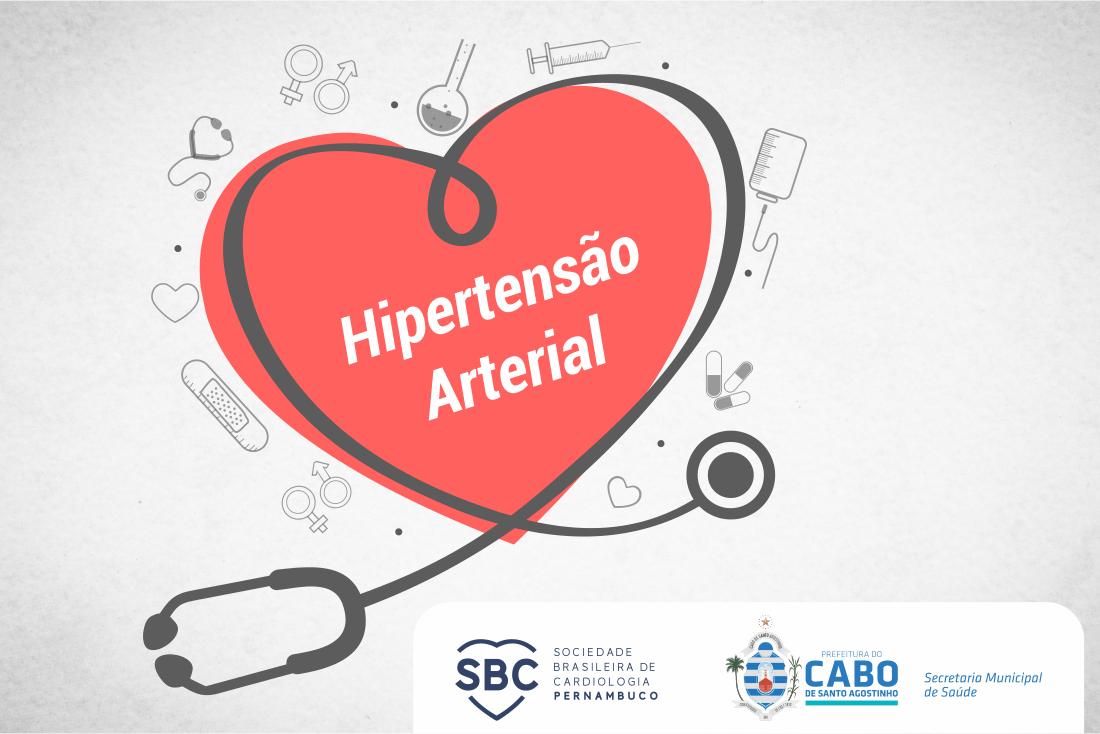 Hipertensão
Arterial
SBC
SOCIEDADE
BRASILEIRA DE
CARDIOLOGIA
PERNAMBUCO
PREFEITURA DO
CABO
DE SANTO AGOSTINHO
Secretaria Municipal
de Saúde